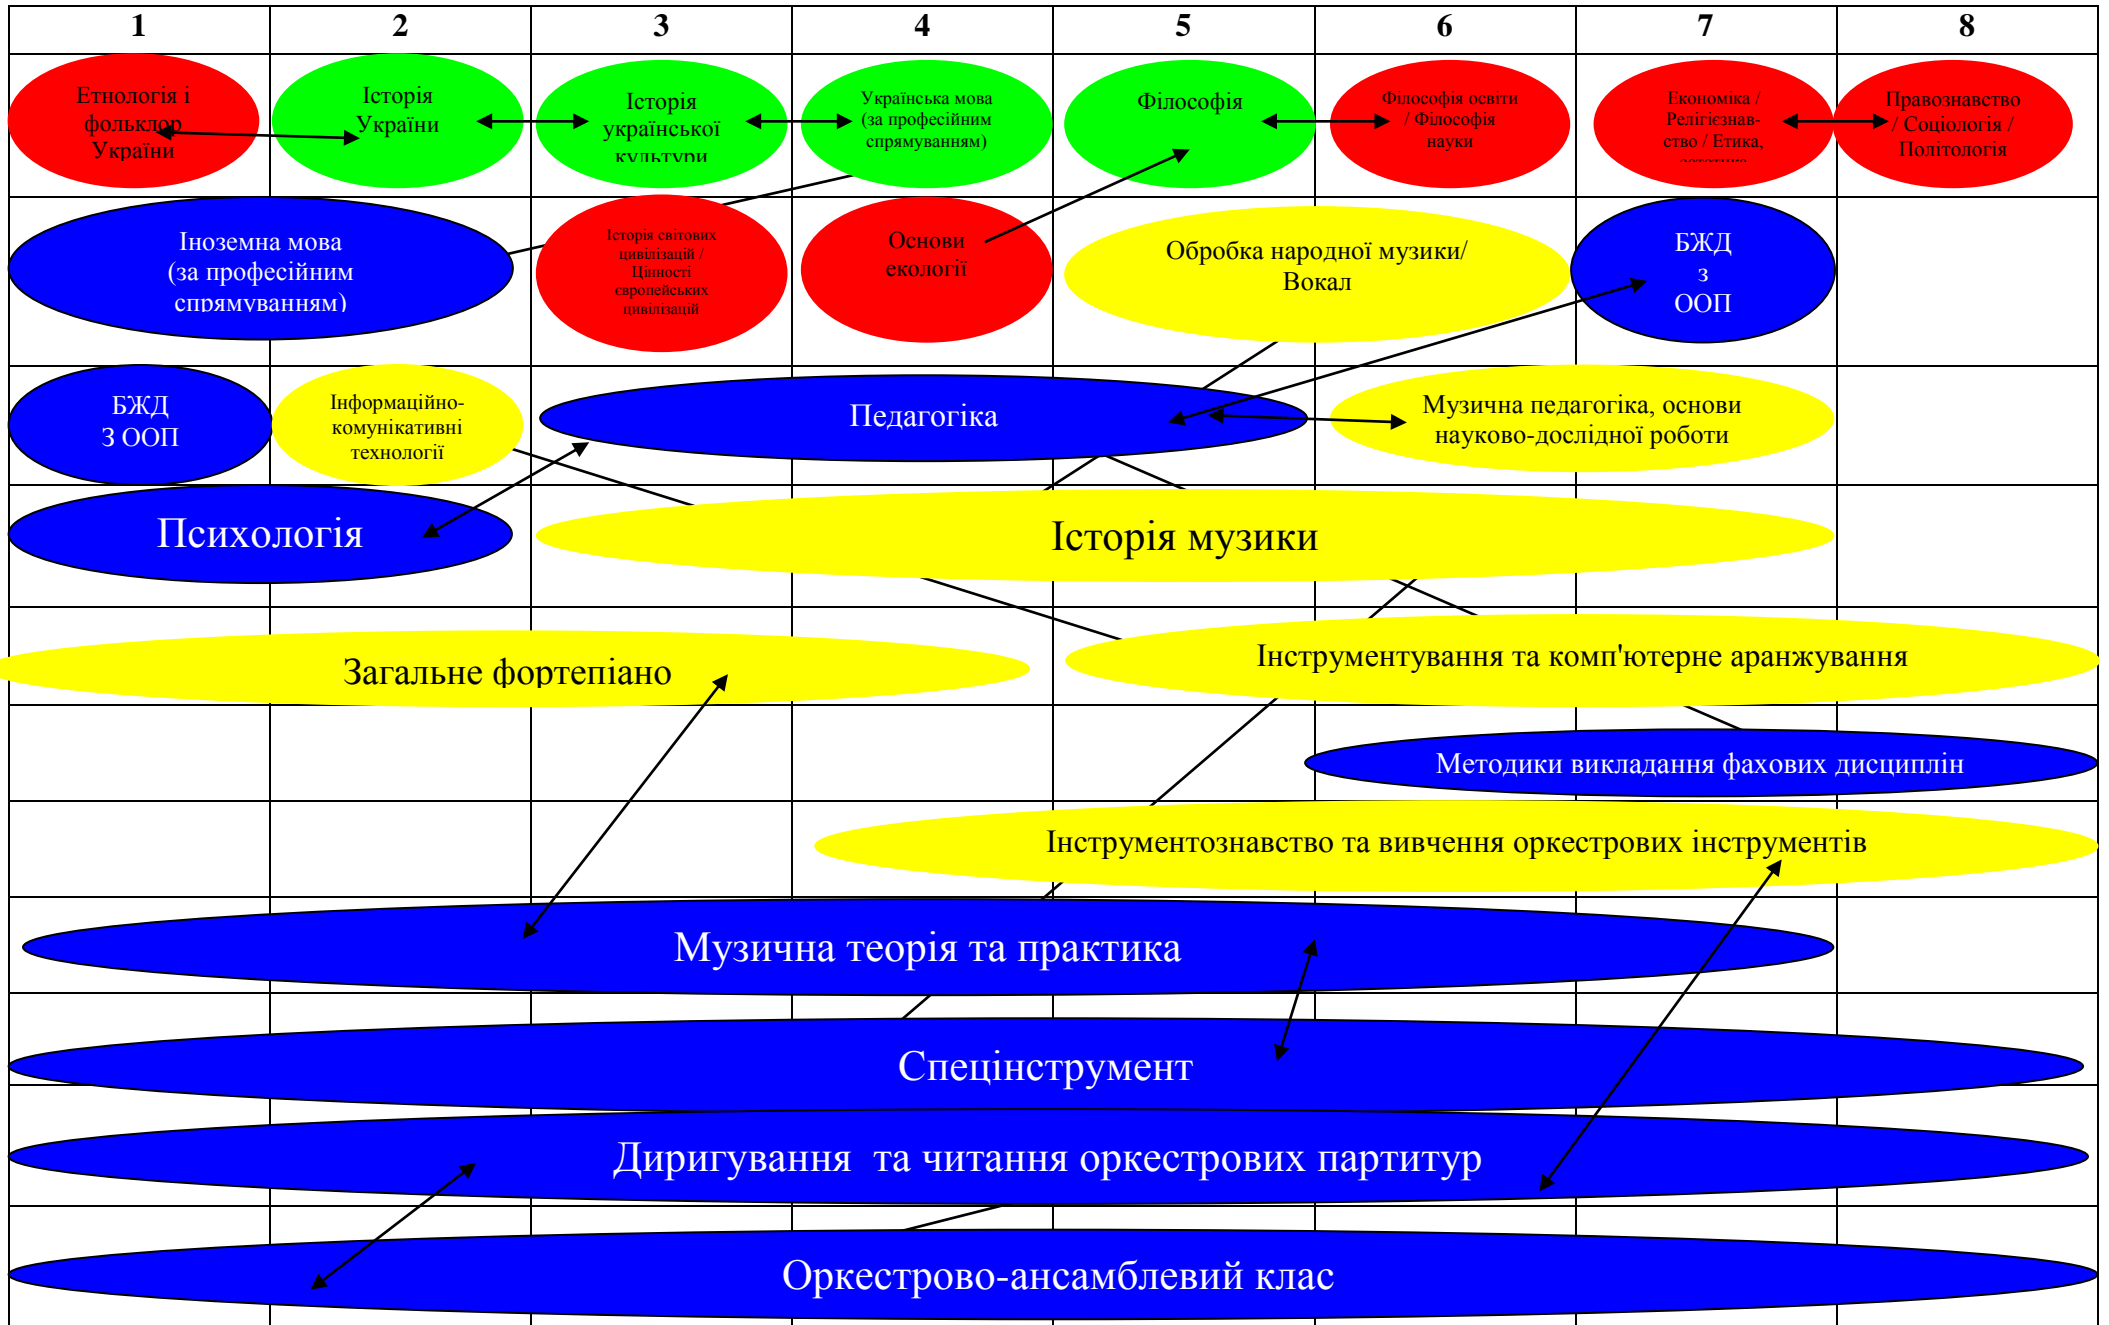 1 2 3 4 5 6 7 8
Етнологія і
фольклор
України
Історія
України
Історія
української
культури
Українська мова
(за професійним
спрямуванням)
Філософія
Філософія освіти
/ Філософія
науки
Економіка /
Релігієзнав-
ство / Етика,
естетика
Правознавство
/ Соціологія /
Політологія
Іноземна мова
(за професійним
спрямуванням)
Історія світових
цивілізацій /
Цінності
європейських
цивілізацій
Основи
екології
Обробка народної музики/
Вокал
БЖД
з
ООП
БЖД
З ООП
Інформаційно-
комунікативні
технології
Педагогіка
Музична педагогіка, основи
науково-дослідної роботи
Психологія
Історія музики
Загальне фортепіано
Інструментування та комп'ютерне аранжування
Методики викладання фахових дисциплін
Інструментознавство та вивчення оркестрових інструментів
Музична теорія та практика
Спецінструмент
Диригування та читання оркестрових партитур
Оркестрово-ансамблевий клас